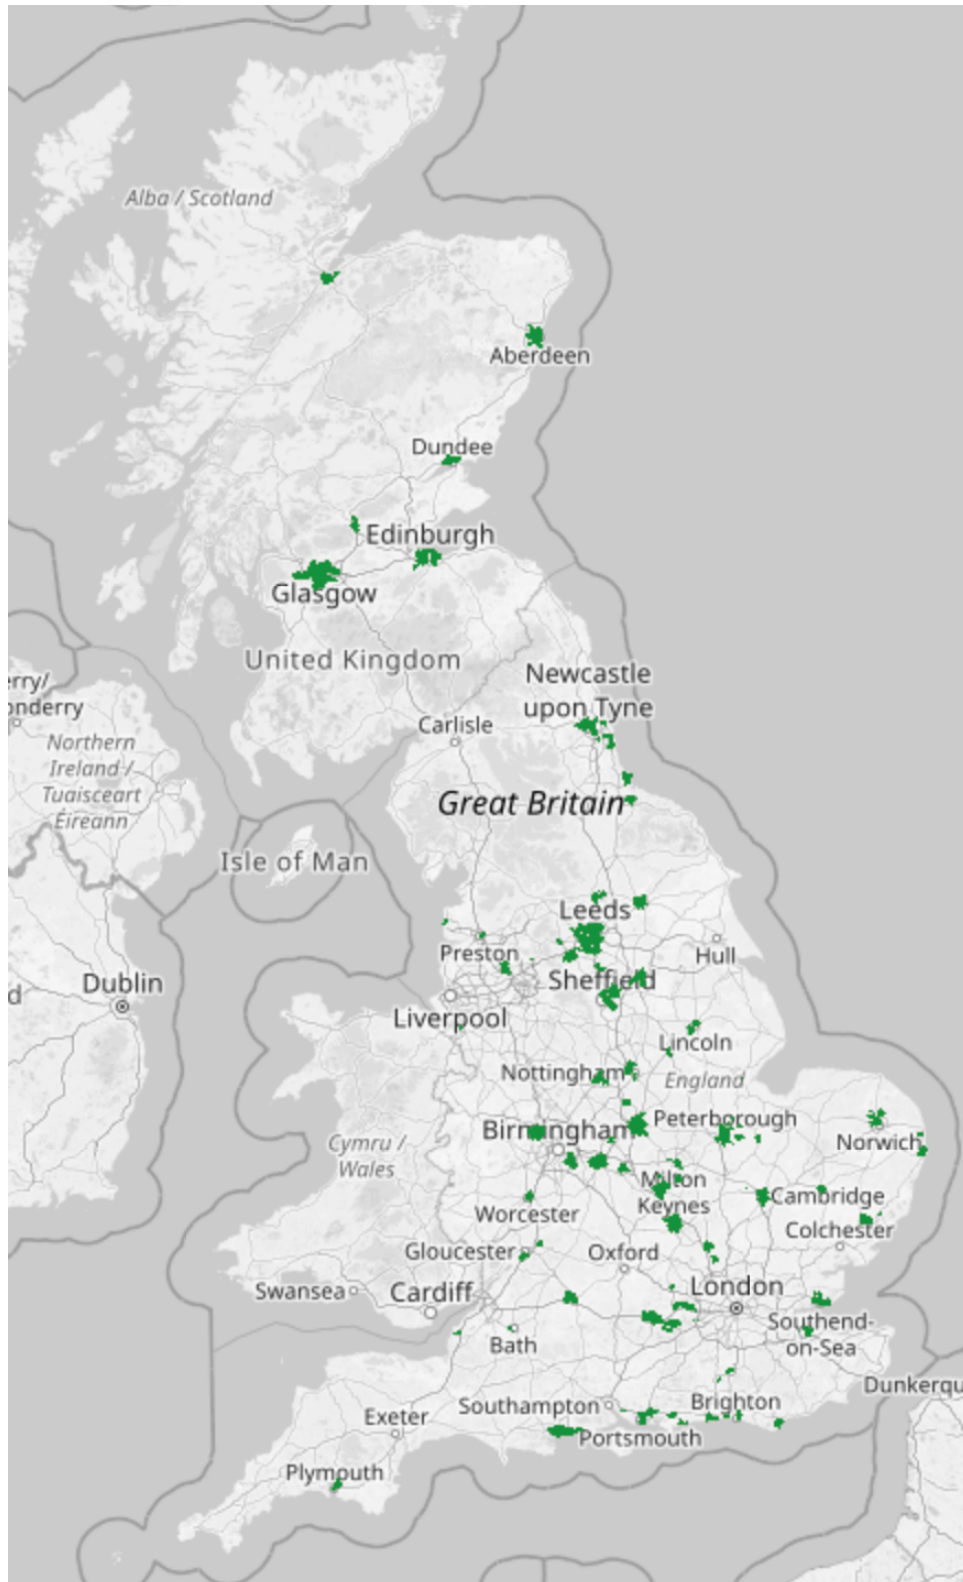 Alba / Scotland
Aberdeen
Dundee
Edinburgh
Glasgow
United Kingdom
Newcastle
upon Tyne
erry/
onderry
Carlisle
Northern
Ireland /
Tuaisceart
Éireann
Great Britain
Isle of Man
Leeds
Preston
Hull
Dublin
Sheffield
d
Liverpool
Lincoln
Nottingham
England
Peterborough
Birmingham
Norwich
Cymru /
Wales
Milton
Keynes
Cambridge
Worcester
Colchester
Gloucester
Oxford
Swansea
Cardiff
London
Southend-
on-Sea
Bath
Dunkerqu
Southampton
Brighton
Exeter
Portsmouth
Plymouth